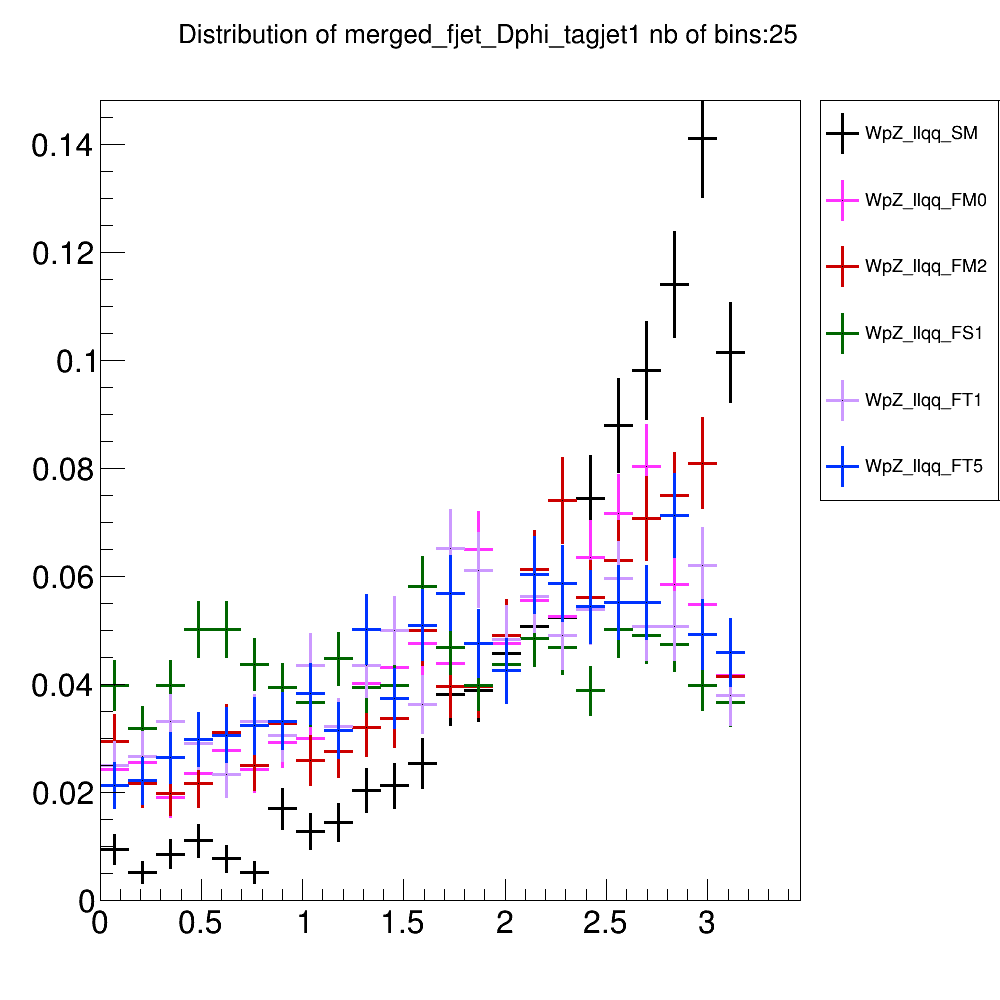 Distribution of merged_fjet_Dphi_tagjet1 nb of bins:25
0.14
0.12
0.1
0.08
0.06
0.04
0.02
0
0 0.5 1 1.5 2 2.5 3
WpZ_llqq_SM
WpZ_llqq_FM0
WpZ_llqq_FM2
WpZ_llqq_FS1
WpZ_llqq_FT1
WpZ_llqq_FT5